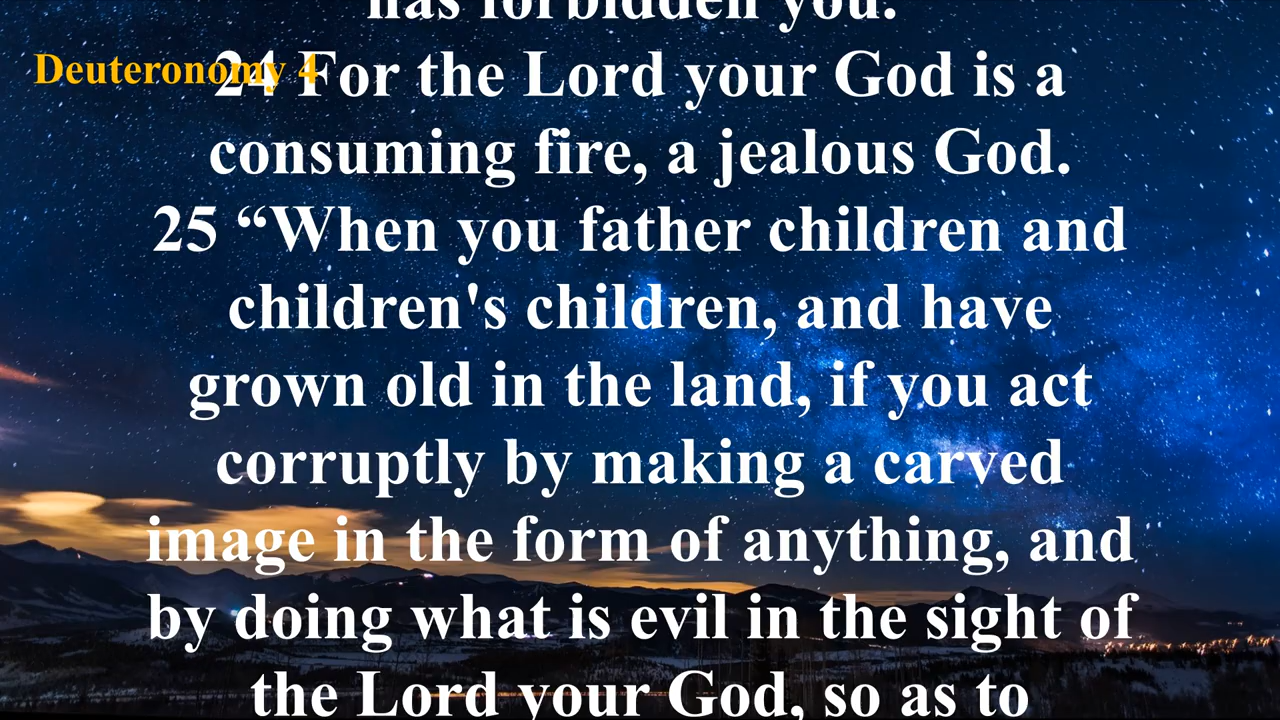 has forbidden you.
Deuteronomy 4
24 For the Lord your God is a
consuming fire, a jealous God.
25 “When you father children and
children's children, and have
grown old in the land, if you act
corruptly by making a carved
image in the form of anything, and
by doing what is evil in the sight of
the Lord your God, so as to